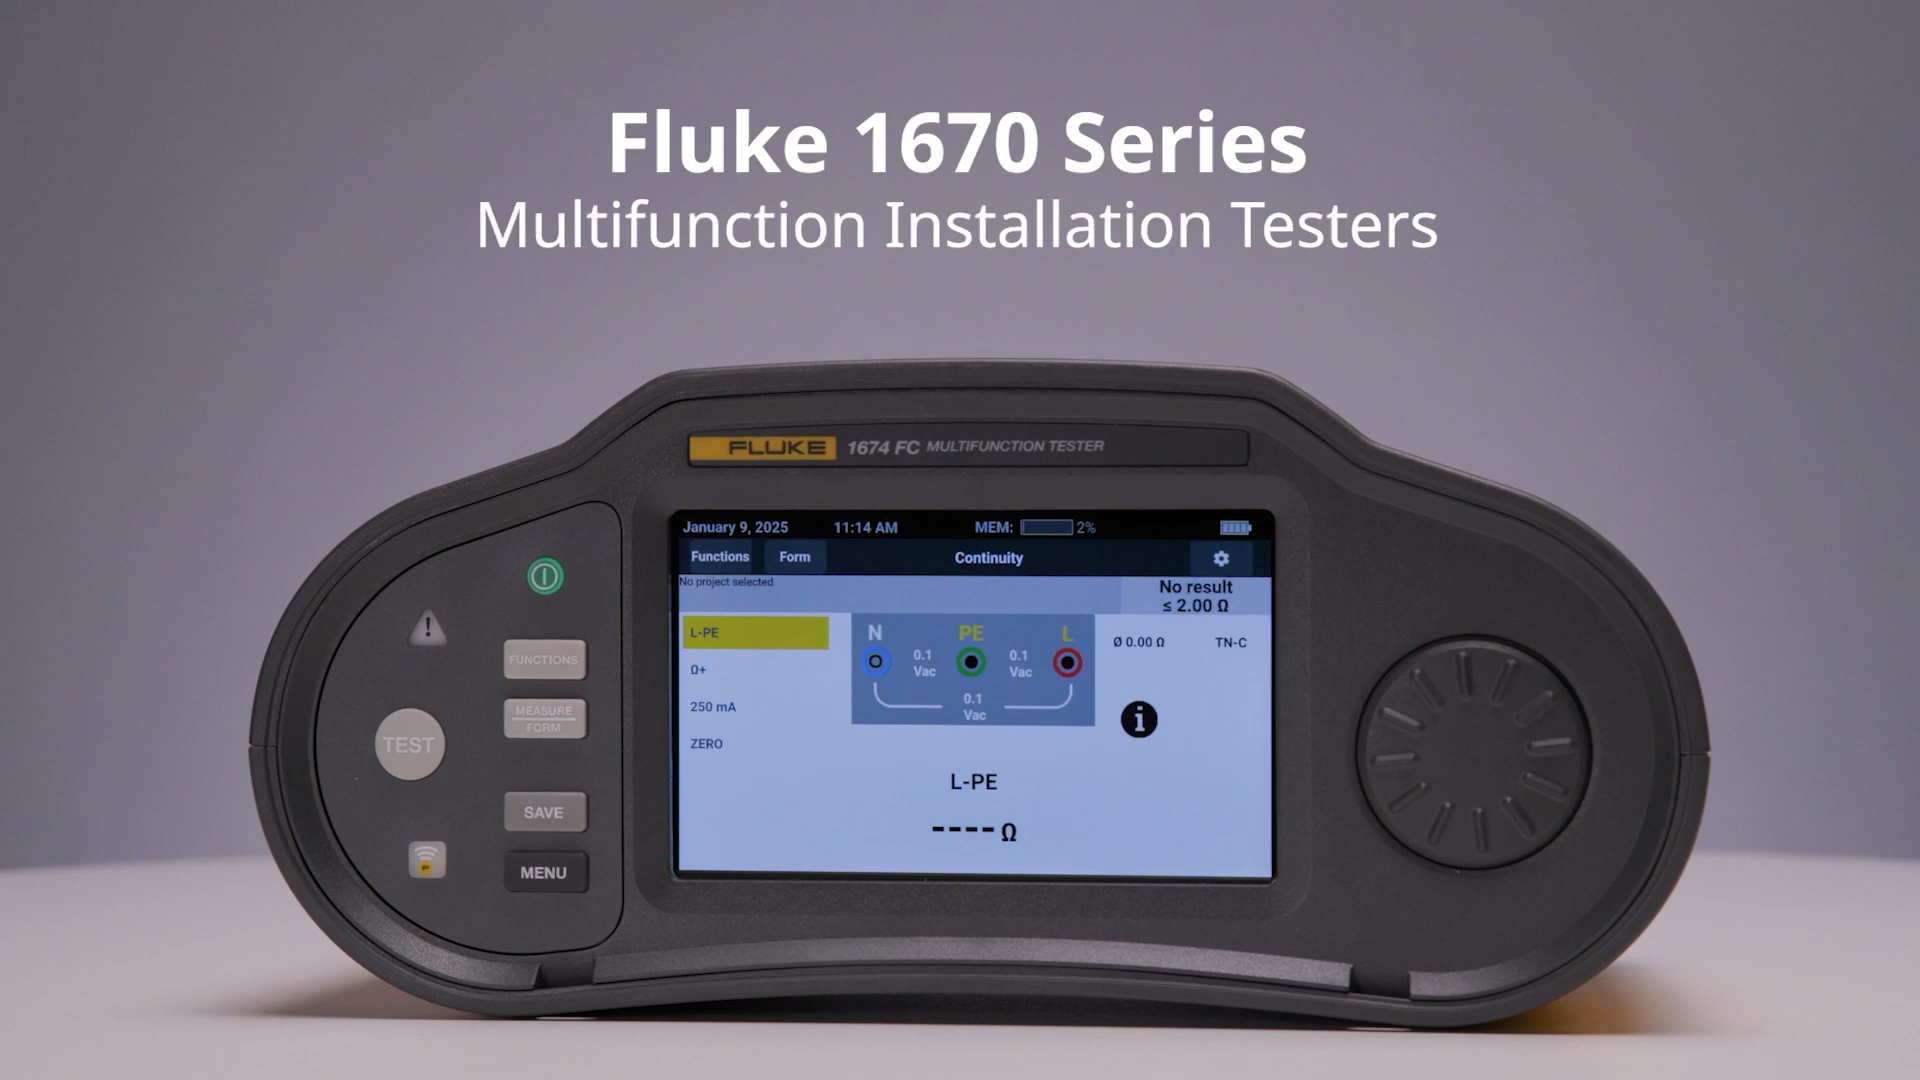 Fluke 1670 Series
Multifunction Installation Testers
FLUKE 1674 FC MULTIFUNCTION TESTER
January 9, 2025 11:14 AM MEM: 2%
Functions Form Continuity
No project selected
No result
≤ 2.00 Ω
L-PE
Ω+
250 mA
ZERO
N PE L
0.1 Vac
0.1 Vac
0.1 Vac
Ø 0.00 Ω TN-C
i
L-PE
---- Ω
!
FUNCTIONS
MEASURE
FORM
TEST
SAVE
MENU
F